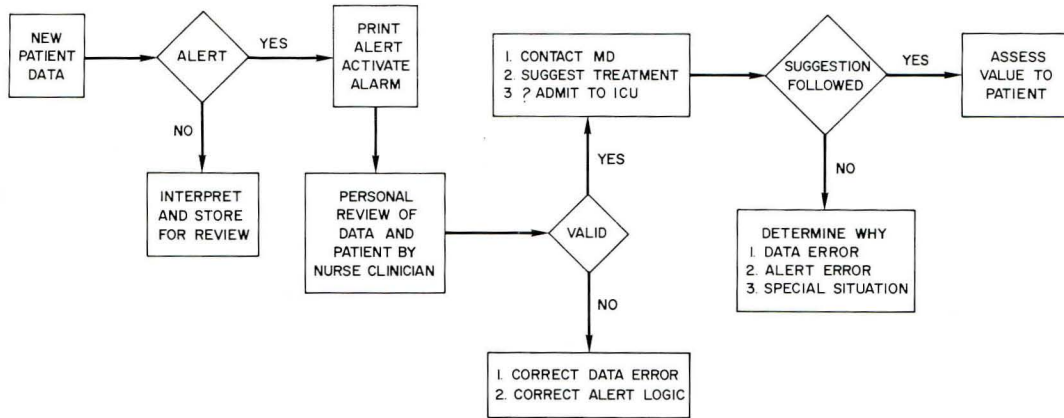 NEW
PATIENT
DATA
ALERT
YES
NO
INTERPRET
AND STORE
FOR REVIEW
PRINT
ALERT
ACTIVATE
ALARM
PERSONAL
REVIEW OF
DATA AND
PATIENT BY
NURSE CLINICIAN
VALID
YES
NO
1. CORRECT DATA ERROR
2. CORRECT ALERT LOGIC
1. CONTACT MD
2. SUGGEST TREATMENT
3 ? ADMIT TO ICU
SUGGESTION
FOLLOWED
YES
NO
DETERMINE WHY
1. DATA ERROR
2. ALERT ERROR
3. SPECIAL SITUATION
ASSESS
VALUE TO
PATIENT